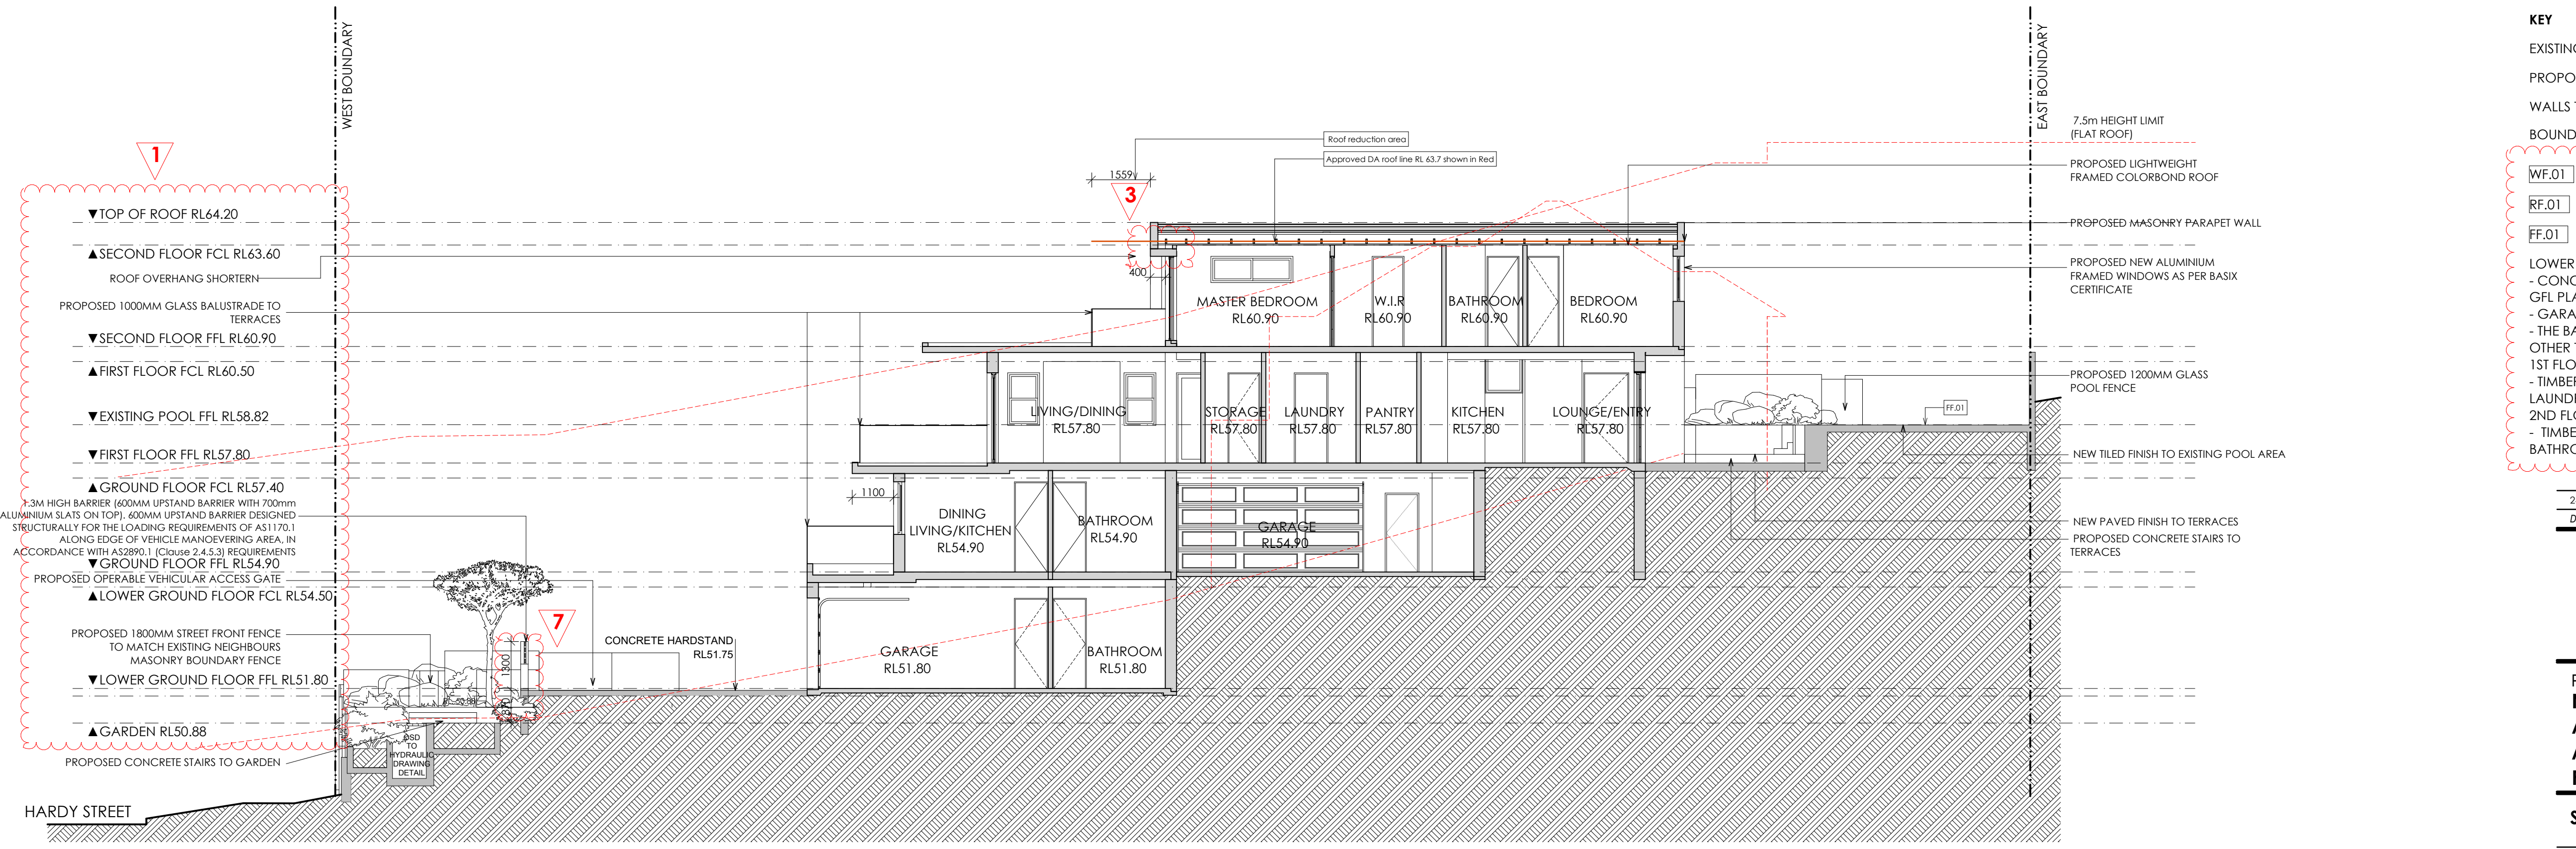 WEST BOUNDARY
EAST BOUNDARY
1
▼TOP OF ROOF RL64.20
▲SECOND FLOOR FCL RL63.60
ROOF OVERHANG SHORTERN
PROPOSED 1000MM GLASS BALUSTRADE TO
TERRACES
▼SECOND FLOOR FFL RL60.90
▲FIRST FLOOR FCL RL60.50
▼EXISTING POOL FFL RL58.82
▼FIRST FLOOR FFL RL57.80
▲GROUND FLOOR FCL RL57.40
1.3M HIGH BARRIER (600MM UPSTAND BARRIER WITH 700mm
ALUMINIUM SLATS ON TOP). 600MM UPSTAND BARRIER DESIGNED
STRUCTURALLY FOR THE LOADING REQUIREMENTS OF AS1170.1
ALONG EDGE OF VEHICLE MANOEVERING AREA, IN
ACCORDANCE WITH AS2890.1 (Clause 2.4.5.3) REQUIREMENTS
▼GROUND FLOOR FFL RL54.90
PROPOSED OPERABLE VEHICULAR ACCESS GATE
▲LOWER GROUND FLOOR FCL RL54.50
PROPOSED 1800MM STREET FRONT FENCE
TO MATCH EXISTING NEIGHBOURS
MASONRY BOUNDARY FENCE
▼LOWER GROUND FLOOR FFL RL51.80
▲GARDEN RL50.88
PROPOSED CONCRETE STAIRS TO GARDEN
HARDY STREET
OSD
TO
HYDRAULIC
DRAWING
DETAIL
1300
870
7
CONCRETE HARDSTAND
RL51.75
1559
3
400
1100
Roof reduction area
Approved DA roof line RL 63.7 shown in Red
MASTER BEDROOM
RL60.90
W.I.R
RL60.90
BATHROOM
RL60.90
BEDROOM
RL60.90
LIVING/DINING
RL57.80
STORAGE
RL57.80
LAUNDRY
RL57.80
PANTRY
RL57.80
KITCHEN
RL57.80
LOUNGE/ENTRY
RL57.80
DINING
LIVING/KITCHEN
RL54.90
BATHROOM
RL54.90
GARAGE
RL54.90
GARAGE
RL51.80
BATHROOM
RL51.80
7.5m HEIGHT LIMIT
(FLAT ROOF)
PROPOSED LIGHTWEIGHT
FRAMED COLORBOND ROOF
PROPOSED MASONRY PARAPET WALL
PROPOSED NEW ALUMINIUM
FRAMED WINDOWS AS PER BASIX
CERTIFICATE
PROPOSED 1200MM GLASS
POOL FENCE
FF.01
NEW TILED FINISH TO EXISTING POOL AREA
NEW PAVED FINISH TO TERRACES
PROPOSED CONCRETE STAIRS TO
TERRACES
KEY
EXISTING
PROPO
WALLS
BOUND
WF.01
RF.01
FF.01
LOWER
- CONC
GFL PLA
- GARA
- THE BA
OTHER
1ST FLO
- TIMBER
LAUND
2ND FLO
- TIMBE
BATHRO
2
D